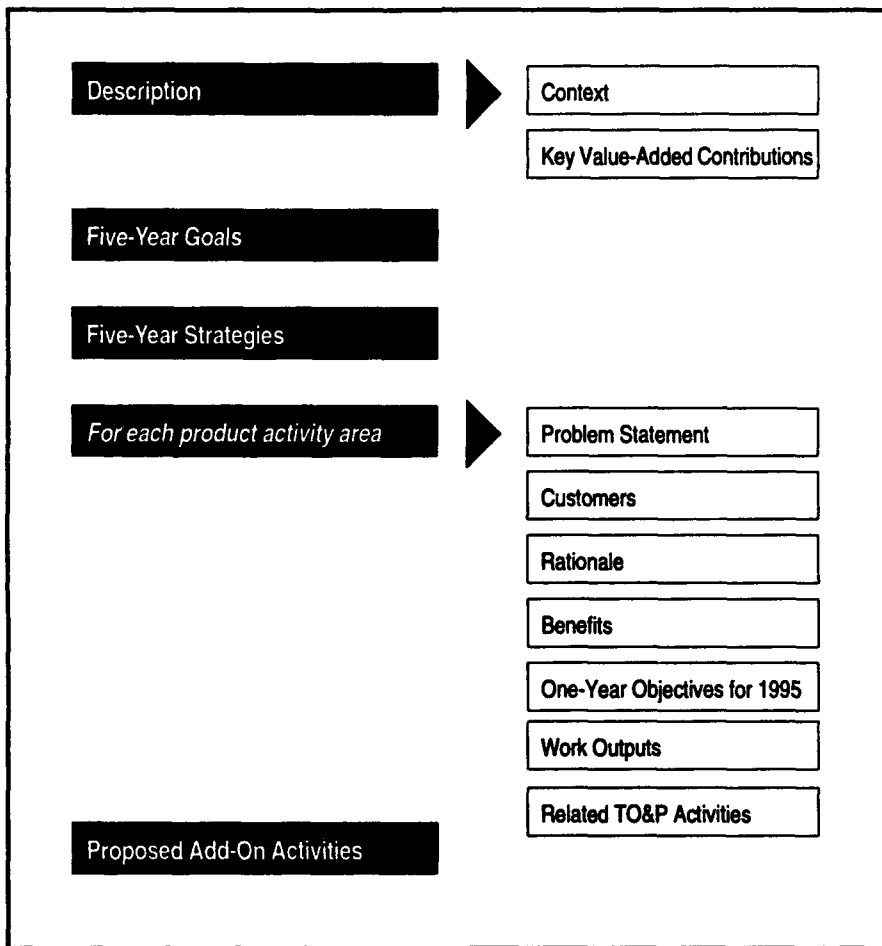 Description
Context
Key Value-Added Contributions
Five-Year Goals
Five-Year Strategies
For each product activity area
Problem Statement
Customers
Rationale
Benefits
One-Year Objectives for 1995
Work Outputs
Related TO&P Activities
Proposed Add-On Activities